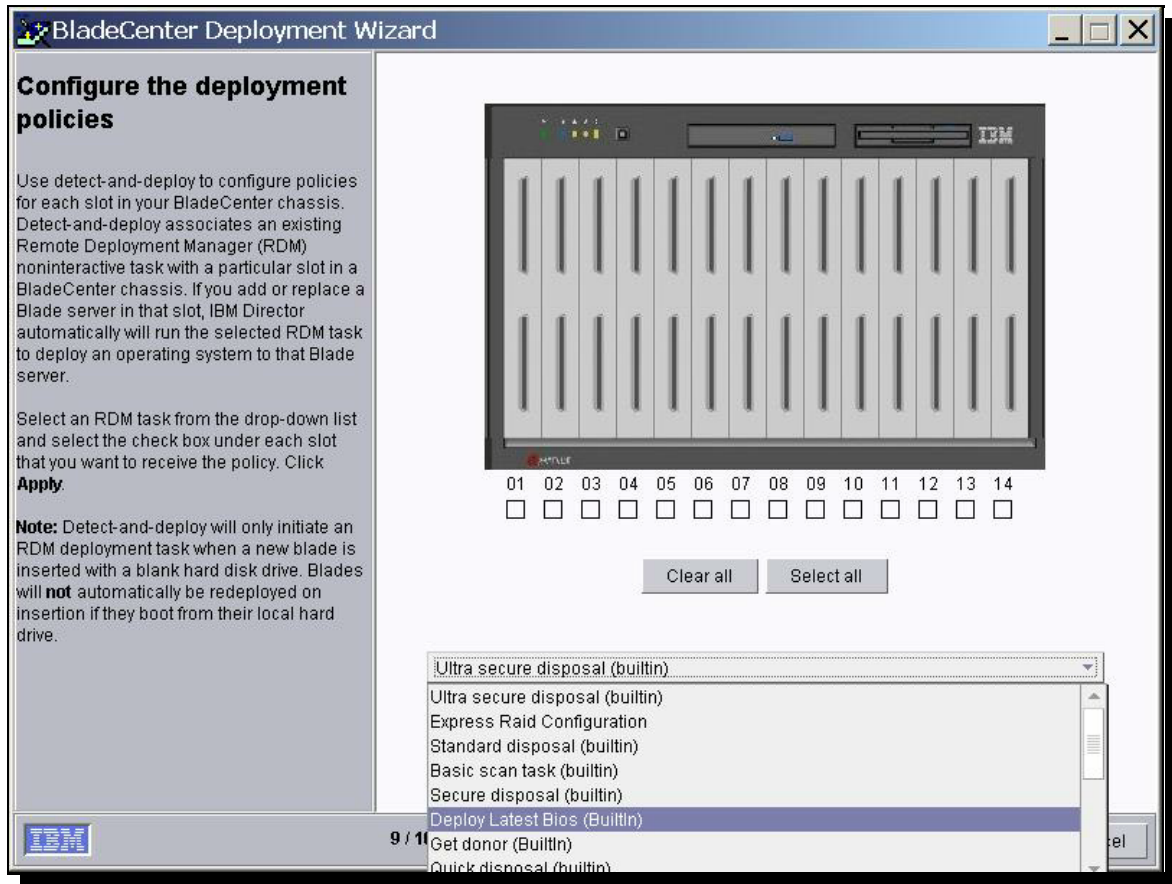 BladeCenter Deployment Wizard
Configure the deployment
policies
Use detect-and-deploy to configure policies
for each slot in your BladeCenter chassis.
Detect-and-deploy associates an existing
Remote Deployment Manager (RDM)
noninteractive task with a particular slot in a
BladeCenter chassis. If you add or replace a
Blade server in that slot, IBM Director
automatically will run the selected RDM task
to deploy an operating system to that Blade
server.
Select an RDM task from the drop-down list
and select the check box under each slot
that you want to receive the policy. Click
Apply.
Note: Detect-and-deploy will only initiate an
RDM deployment task when a new blade is
inserted with a blank hard disk drive. Blades
will not automatically be redeployed on
insertion if they boot from their local hard
drive.
IBM
01 02 03 04 05 06 07 08 09 10 11 12 13 14
Clear all Select all
Ultra secure disposal (builtin)
Ultra secure disposal (builtin)
Express Raid Configuration
Standard disposal (builtin)
Basic scan task (builtin)
Secure disposal (builtin)
Deploy Latest Bios (BuiltIn)
Get donor (BuiltIn)
Quick disposal (builtin)
IBM
9 /